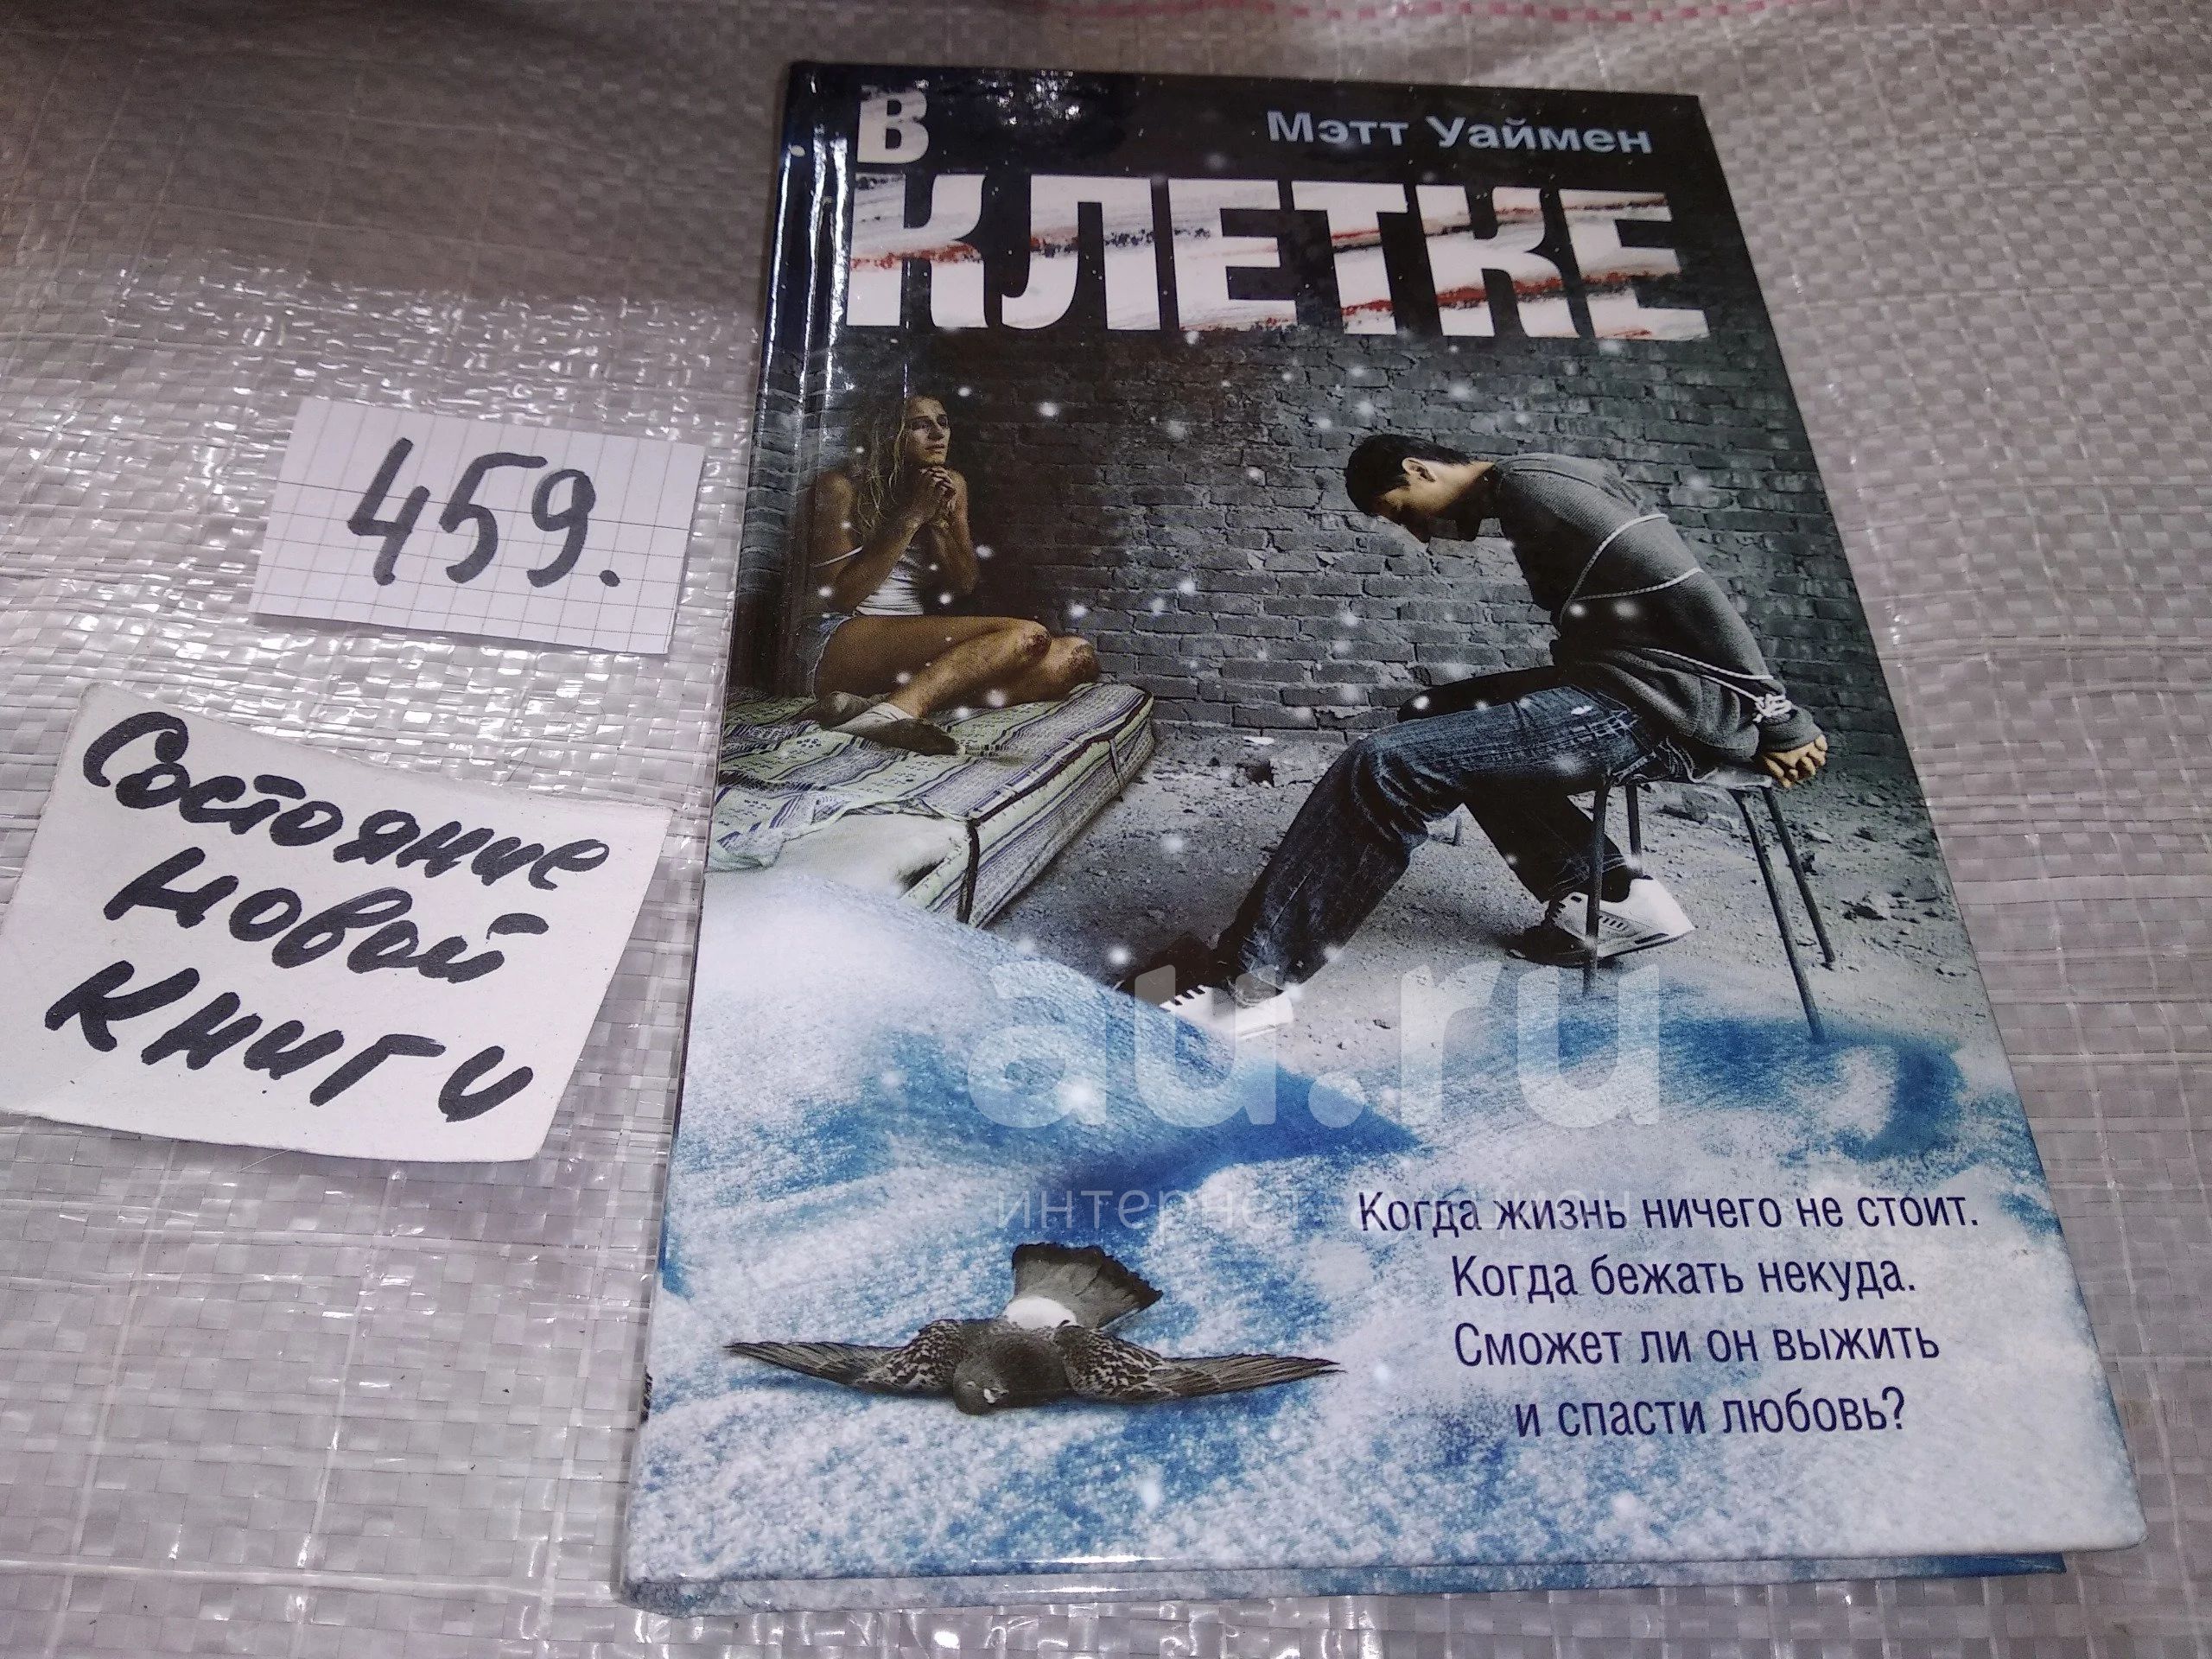 В
Мэтт Уаймен
КЛЕТКЕ
459.
Состояние
новой
книги
au.ru
интернет
Когда жизнь ничего не стоит.
Когда бежать некуда.
Сможет ли он выжить
и спасти любовь?